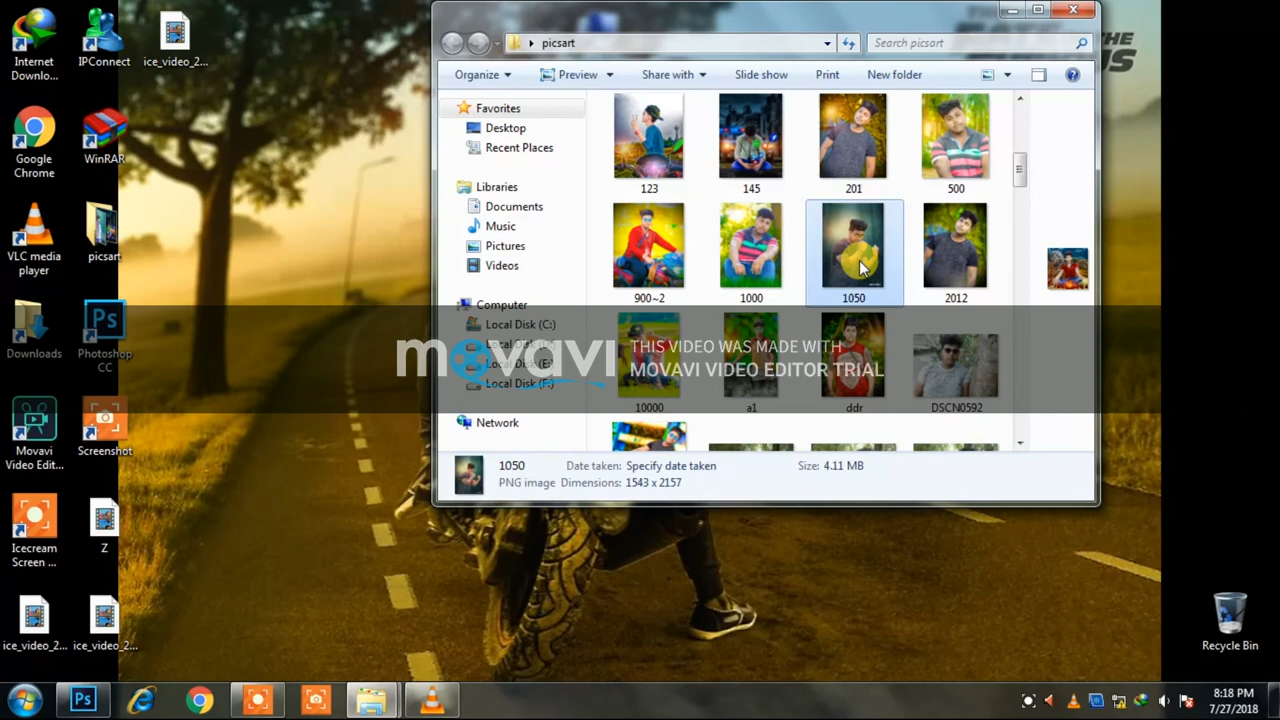 Internet
Downlo...
IPConnect
ice_video_2...
Google
Chrome
WinRAR
VLC media
player
picsart
Downloads
Photoshop
CC
Movavi
Video Edit...
Screenshot
Icecream
Screen ...
Z
ice_video_2...
ice_video_2...
picsart
Search picsart
Organize
Preview
Share with
Slide show
Print
New folder
Favorites
Desktop
Recent Places
Libraries
Documents
Music
Pictures
Videos
Computer
Local Disk (C:)
Local Disk
Local Disk (E:)
Local Disk (F:)
Network
123
145
201
500
900~2
1000
1050
2012
10000
a1
ddr
DSCN0592
movavi
THIS VIDEO WAS MADE WITH
MOVAVI VIDEO EDITOR TRIAL
1050
Date taken: Specify date taken
Size: 4.11 MB
PNG image
Dimensions: 1543 x 2157
Recycle Bin
Ps
8:18 PM
7/27/2018